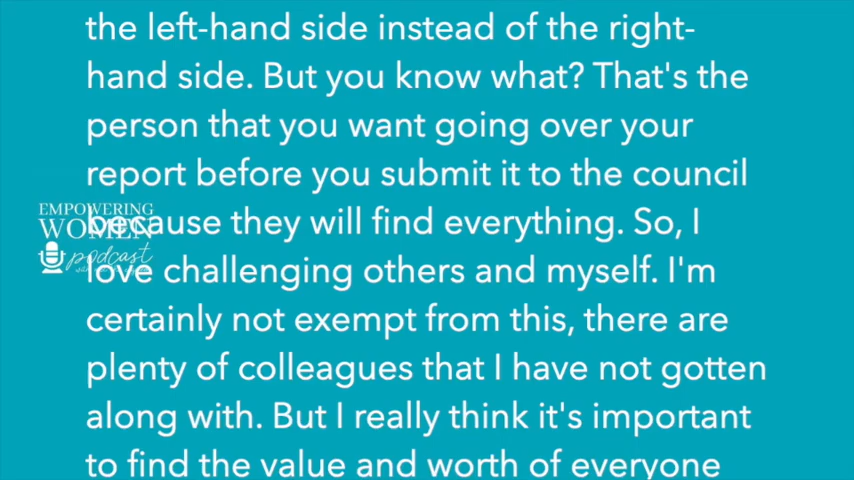 the left-hand side instead of the right-
hand side. But you know what? That's the
person that you want going over your
report before you submit it to the council
because they will find everything. So, I
love challenging others and myself. I'm
certainly not exempt from this, there are
plenty of colleagues that I have not gotten
along with. But I really think it's important
to find the value and worth of everyone
EMPOWERING
WOMEN
podcast